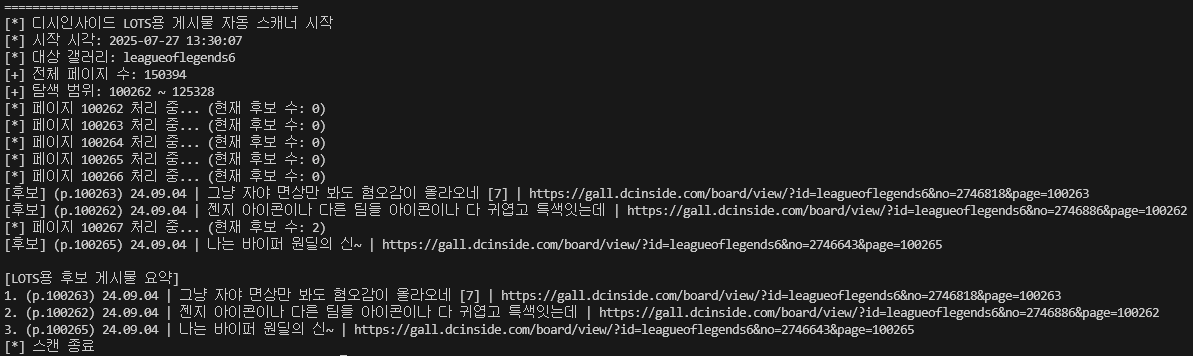 ==========================================
[*] 디시인사이드 LOTS용 게시물 자동 스캐너 시작
[*] 시작 시각: 2025-07-27 13:30:07
[*] 대상 갤러리: leagueoflegends6
[+] 전체 페이지 수: 150394
[+] 탐색 범위: 100262 ~ 125328
[*] 페이지 100262 처리 중... (현재 후보 수: 0)
[*] 페이지 100263 처리 중... (현재 후보 수: 0)
[*] 페이지 100264 처리 중... (현재 후보 수: 0)
[*] 페이지 100265 처리 중... (현재 후보 수: 0)
[*] 페이지 100266 처리 중... (현재 후보 수: 0)
[후보] (p.100263) 24.09.04 | 그냥 자야 면상만 봐도 혐오감이 올라오네 [7] | https://gall.dcinside.com/board/view/?id=leagueoflegends6&no=2746818&page=100263
[후보] (p.100262) 24.09.04 | 젠지 아이콘이나 다른 팀들 아이콘이나 다 귀엽고 특색잇는데 | https://gall.dcinside.com/board/view/?id=leagueoflegends6&no=2746886&page=100262
[*] 페이지 100267 처리 중... (현재 후보 수: 2)
[후보] (p.100265) 24.09.04 | 나는 바이퍼 원딜의 신~ | https://gall.dcinside.com/board/view/?id=leagueoflegends6&no=2746643&page=100265
[LOTS용 후보 게시물 요약]
1. (p.100263) 24.09.04 | 그냥 자야 면상만 봐도 혐오감이 올라오네 [7] | https://gall.dcinside.com/board/view/?id=leagueoflegends6&no=2746818&page=100263
2. (p.100262) 24.09.04 | 젠지 아이콘이나 다른 팀들 아이콘이나 다 귀엽고 특색잇는데 | https://gall.dcinside.com/board/view/?id=leagueoflegends6&no=2746886&page=100262
3. (p.100265) 24.09.04 | 나는 바이퍼 원딜의 신~ | https://gall.dcinside.com/board/view/?id=leagueoflegends6&no=2746643&page=100265
[*] 스캔 종료